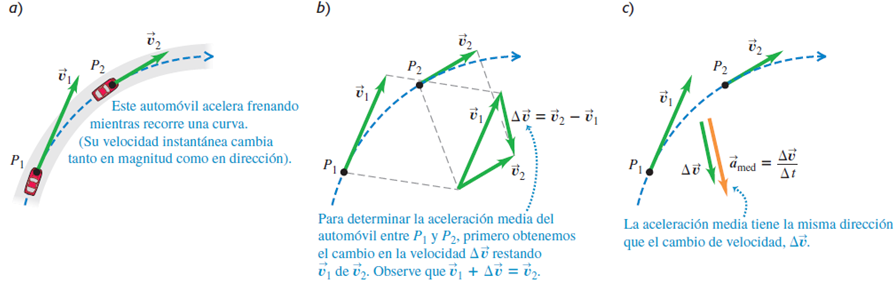 a)
v⃗₂
P₂
v⃗₁
Este automóvil acelera frenando
mientras recorre una curva.
(Su velocidad instantánea cambia
tanto en magnitud como en dirección).
P₁
b)
v⃗₂
P₂
v⃗₁
v⃗₁
Δv⃗ = v⃗₂ − v⃗₁
P₁
v⃗₂
Para determinar la aceleración media del
automóvil entre P₁ y P₂, primero obtenemos
el cambio en la velocidad Δv⃗ restando
v⃗₁ de v⃗₂. Observe que v⃗₁ + Δv⃗ = v⃗₂.
c)
v⃗₂
P₂
v⃗₁
P₁
Δv⃗
a⃗med = Δv⃗/Δt
La aceleración media tiene la misma dirección
que el cambio de velocidad, Δv⃗.